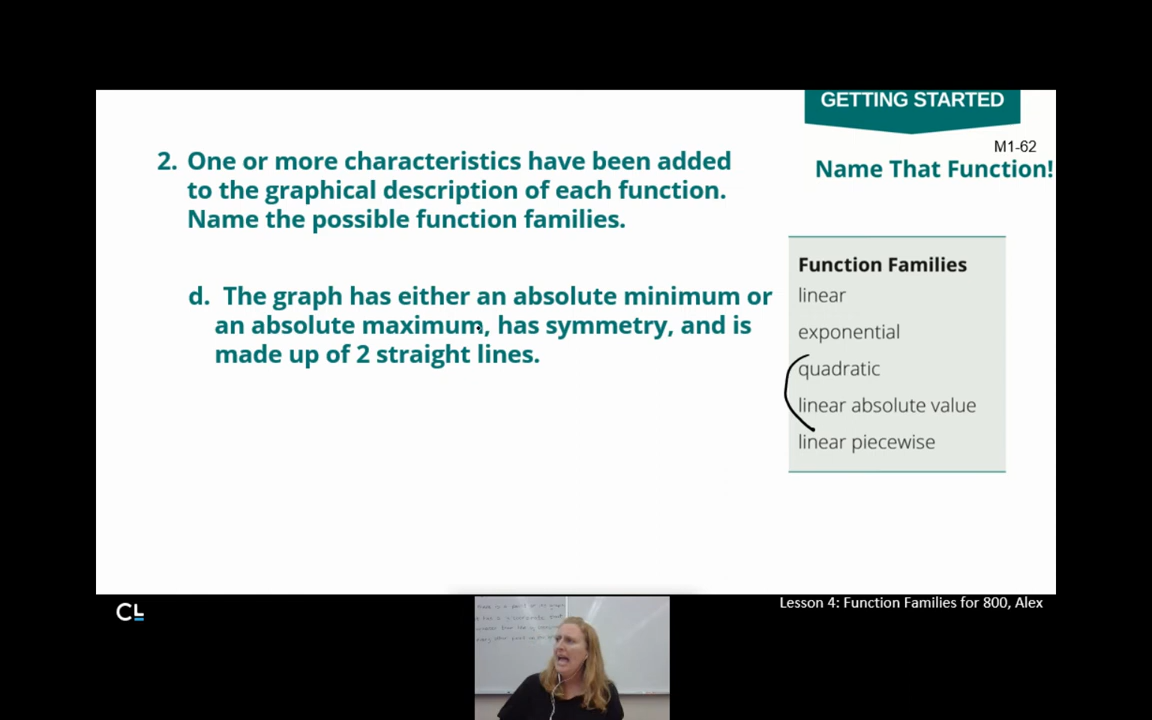 GETTING STARTED
M1-62
Name That Function!
2. One or more characteristics have been added
to the graphical description of each function.
Name the possible function families.
d. The graph has either an absolute minimum or
an absolute maximum, has symmetry, and is
made up of 2 straight lines.
Function Families
linear
exponential
quadratic
linear absolute value
linear piecewise
CL
Lesson 4: Function Families for 800, Alex